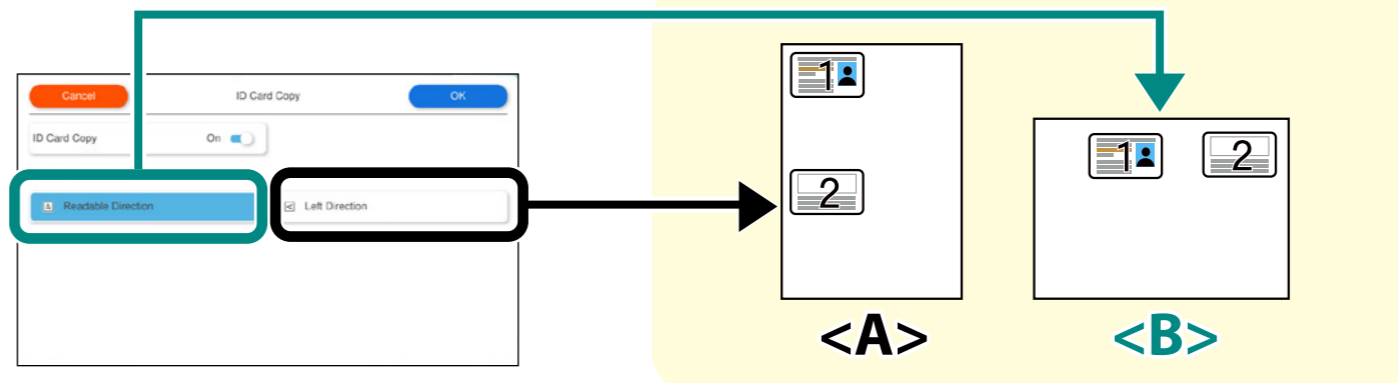 Cancel
ID Card Copy
OK
ID Card Copy
On
A Readable Direction
A Left Direction
1
2
1
2
<A>
<B>